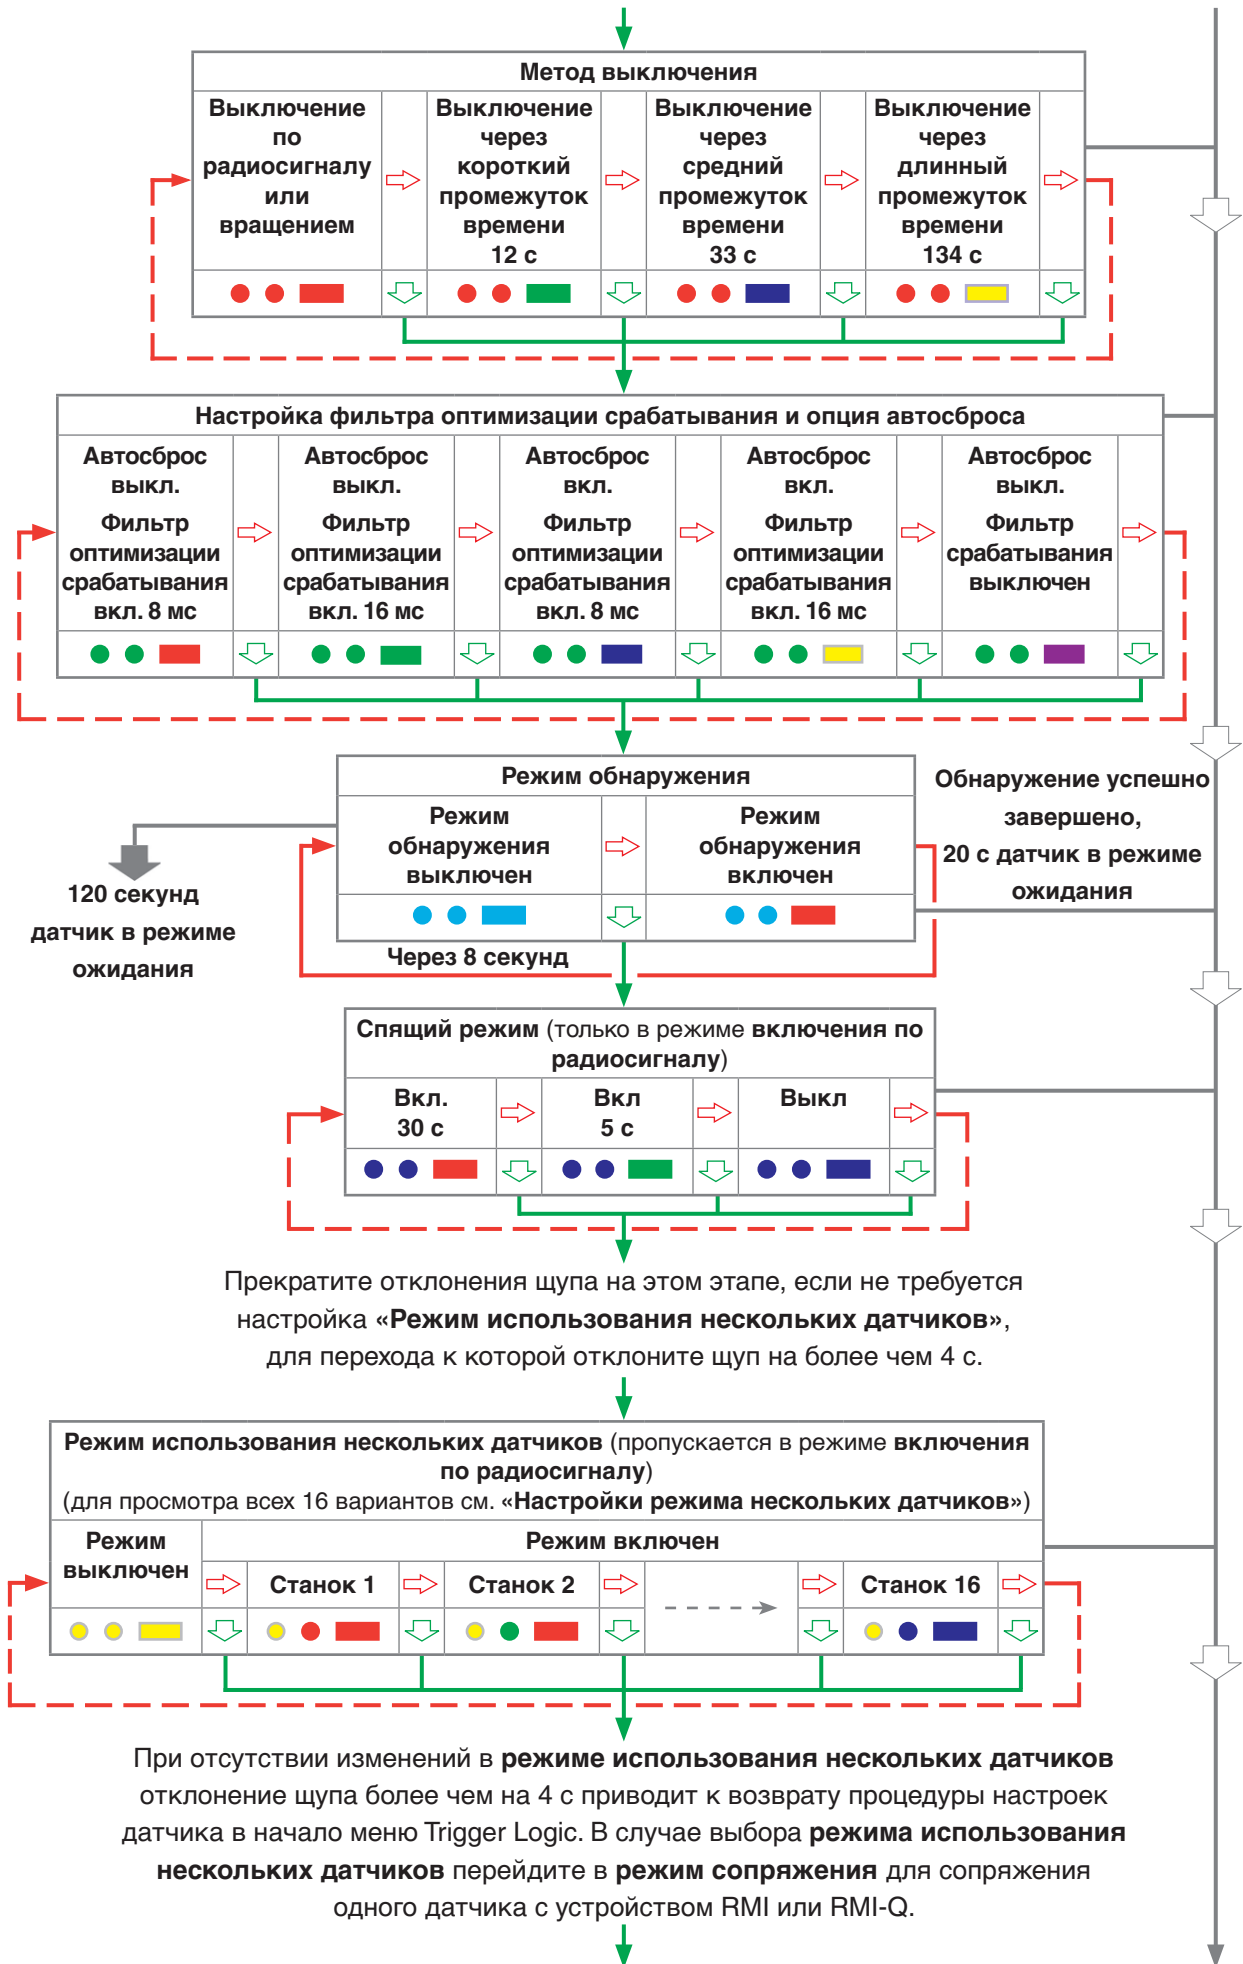 Метод выключения
Выключение
по
радиосигналу
или
вращением
Выключение
через
короткий
промежуток
времени
12 с
Выключение
через
средний
промежуток
времени
33 с
Выключение
через
длинный
промежуток
времени
134 с
Настройка фильтра оптимизации срабатывания и опция автосброса
Автосброс
выкл.
Фильтр
оптимизации
срабатывания
вкл. 8 мс
Автосброс
выкл.
Фильтр
оптимизации
срабатывания
вкл. 16 мс
Автосброс
вкл.
Фильтр
оптимизации
срабатывания
вкл. 8 мс
Автосброс
вкл.
Фильтр
оптимизации
срабатывания
вкл. 16 мс
Автосброс
выкл.
Фильтр
срабатывания
выключен
Режим обнаружения
Режим
обнаружения
выключен
Режим
обнаружения
включен
Обнаружение успешно
завершено,
20 с датчик в режиме
ожидания
120 секунд
датчик в режиме
ожидания
Через 8 секунд
Спящий режим (только в режиме включения по
радиосигналу)
Вкл.
30 с
Вкл
5 с
Выкл
Прекратите отклонения щупа на этом этапе, если не требуется
настройка «Режим использования нескольких датчиков»,
для перехода к которой отклоните щуп на более чем 4 с.
Режим использования нескольких датчиков (пропускается в режиме включения
по радиосигналу)
(для просмотра всех 16 вариантов см. «Настройки режима нескольких датчиков»)
Режим
выключен
Режим включен
Станок 1
Станок 2
Станок 16
При отсутствии изменений в режиме использования нескольких датчиков
отклонение щупа более чем на 4 с приводит к возврату процедуры настроек
датчика в начало меню Trigger Logic. В случае выбора режима использования
нескольких датчиков перейдите в режим сопряжения для сопряжения
одного датчика с устройством RMI или RMI-Q.